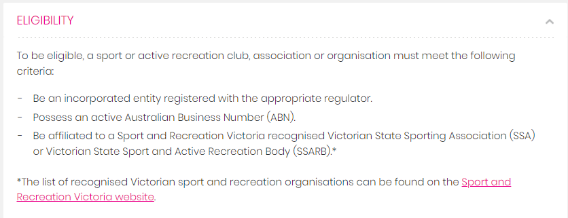 ELIGIBILITY
To be eligible, a sport or active recreation club, association or organisation must meet the following
criteria:
- Be an incorporated entity registered with the appropriate regulator.
- Possess an active Australian Business Number (ABN).
- Be affiliated to a Sport and Recreation Victoria recognised Victorian State Sporting Association (SSA)
or Victorian State Sport and Active Recreation Body (SSARB).*
*The list of recognised Victorian sport and recreation organisations can be found on the Sport and
Recreation Victoria website.